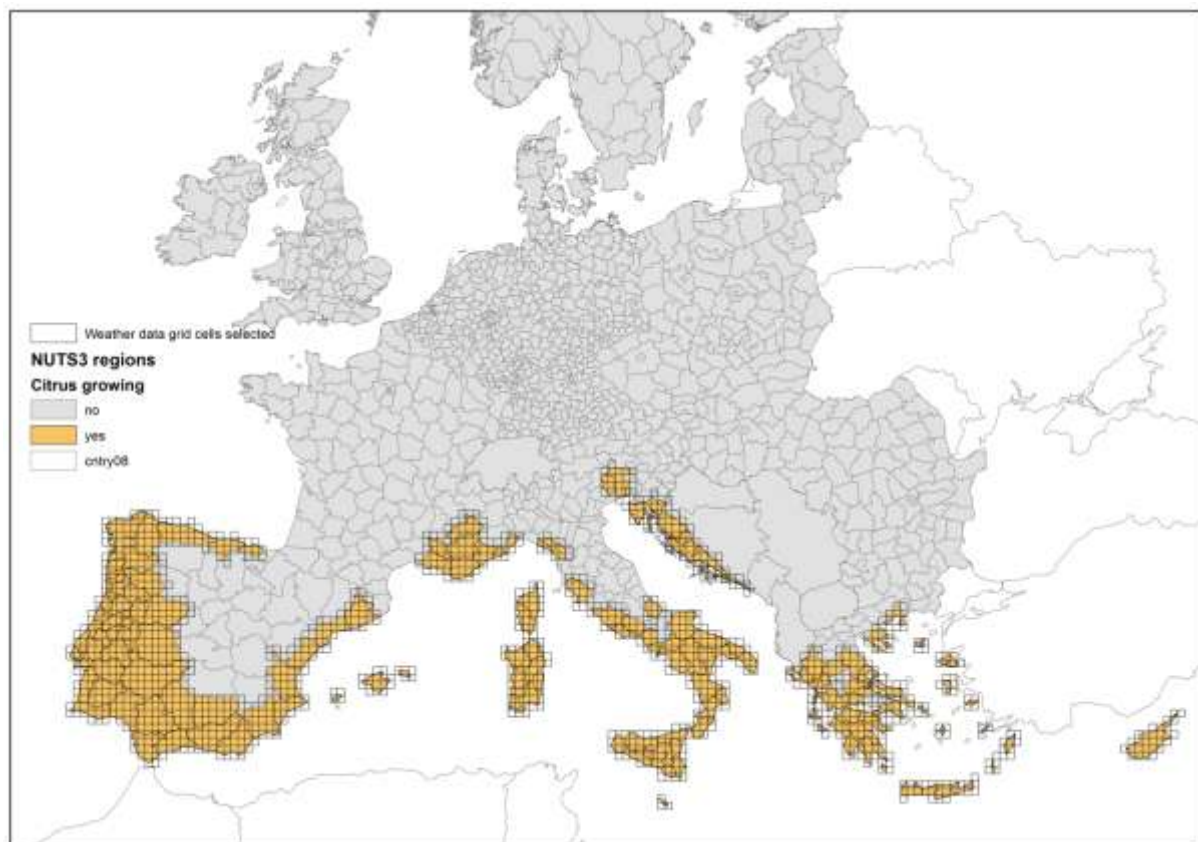 Weather data grid cells selected
NUTS3 regions
Citrus growing
no
yes
cntry08